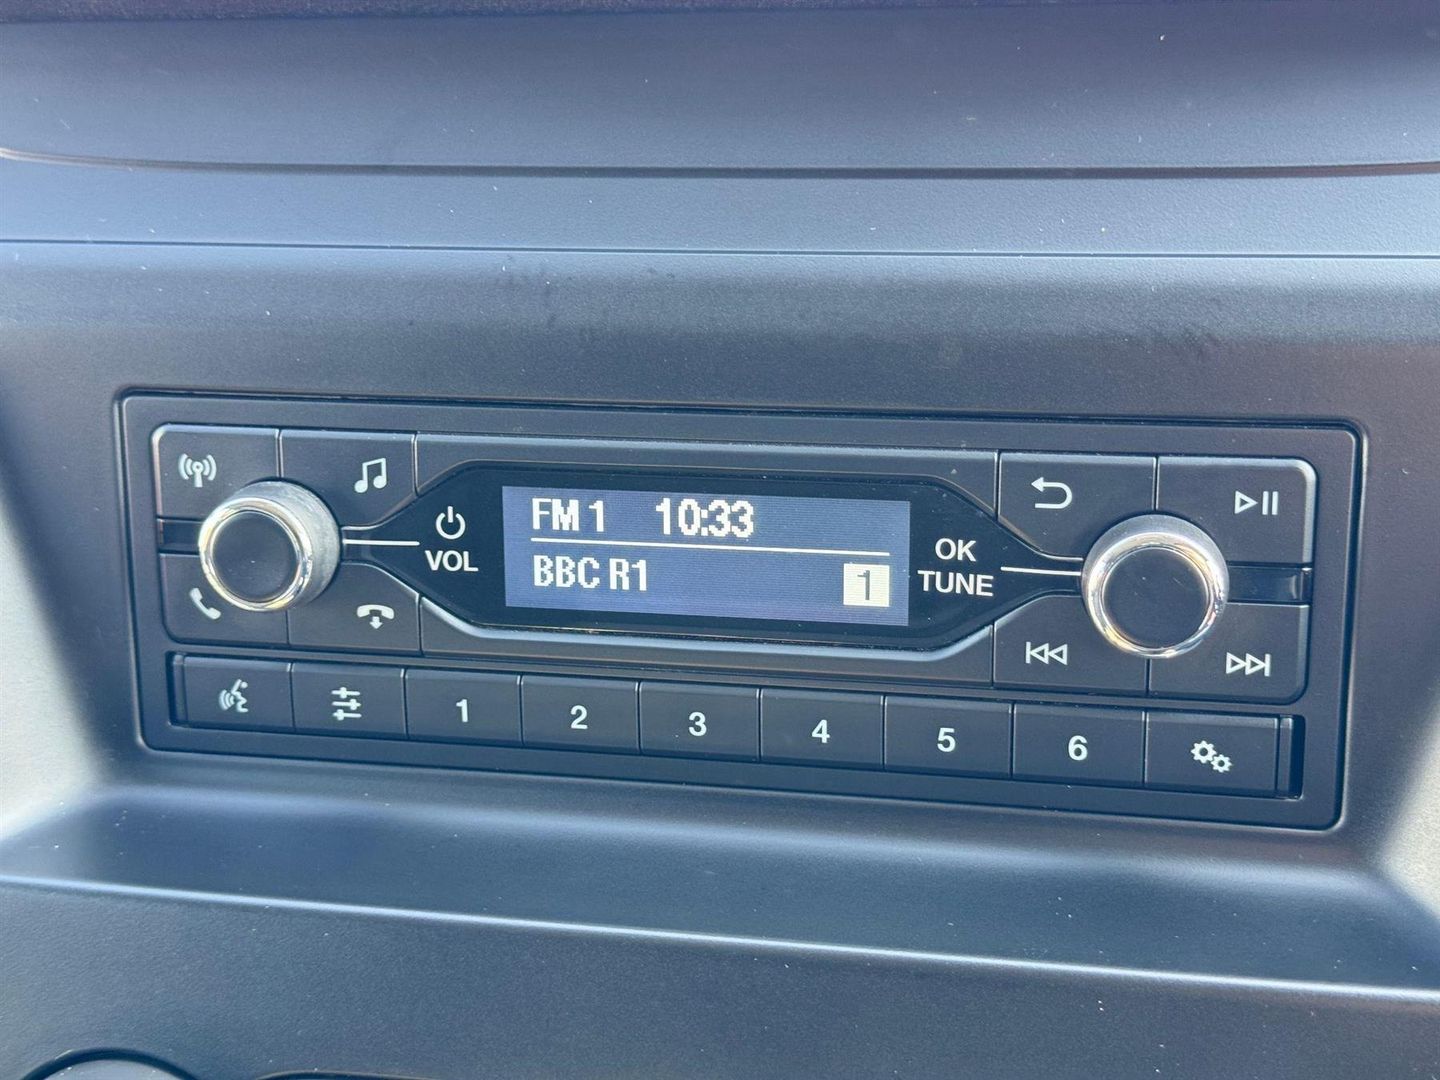 FM 1 10:33
BBC R1 1
VOL
OK
TUNE
1 2 3 4 5 6